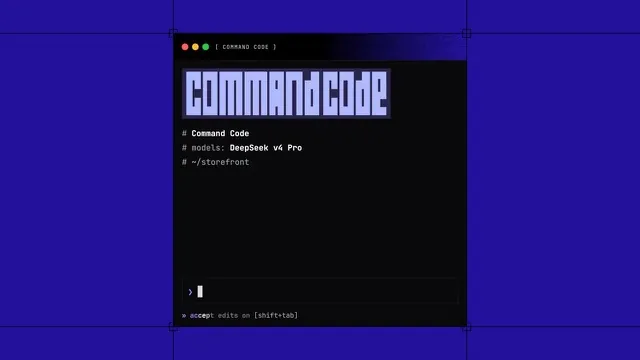 [ COMMAND CODE ]
command code
# Command Code
# models: DeepSeek v4 Pro
# ~/storefront
❯
» accept edits on [shift+tab]